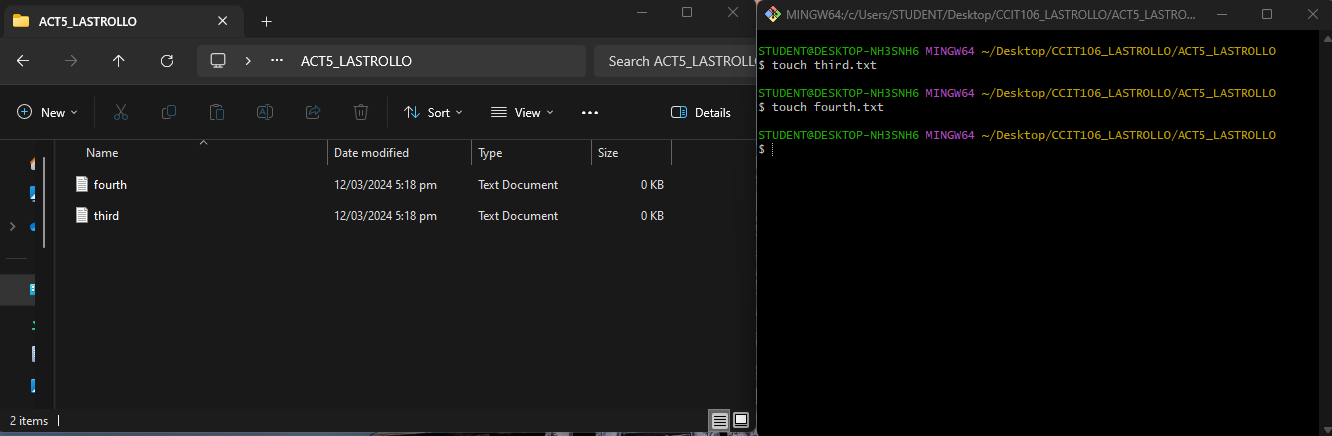 ACT5_LASTROLLO
ACT5_LASTROLLO
Search ACT5_LASTROLL
New
Sort
View
Details
Name Date modified Type Size
fourth 12/03/2024 5:18 pm Text Document 0 KB
third 12/03/2024 5:18 pm Text Document 0 KB
2 items
MINGW64:/c/Users/STUDENT/Desktop/CCIT106_LASTROLLO/ACT5_LASTRO...
STUDENT@DESKTOP-NH3SNH6 MINGW64 ~/Desktop/CCIT106_LASTROLLO/ACT5_LASTROLLO
$ touch third.txt
STUDENT@DESKTOP-NH3SNH6 MINGW64 ~/Desktop/CCIT106_LASTROLLO/ACT5_LASTROLLO
$ touch fourth.txt
STUDENT@DESKTOP-NH3SNH6 MINGW64 ~/Desktop/CCIT106_LASTROLLO/ACT5_LASTROLLO
$